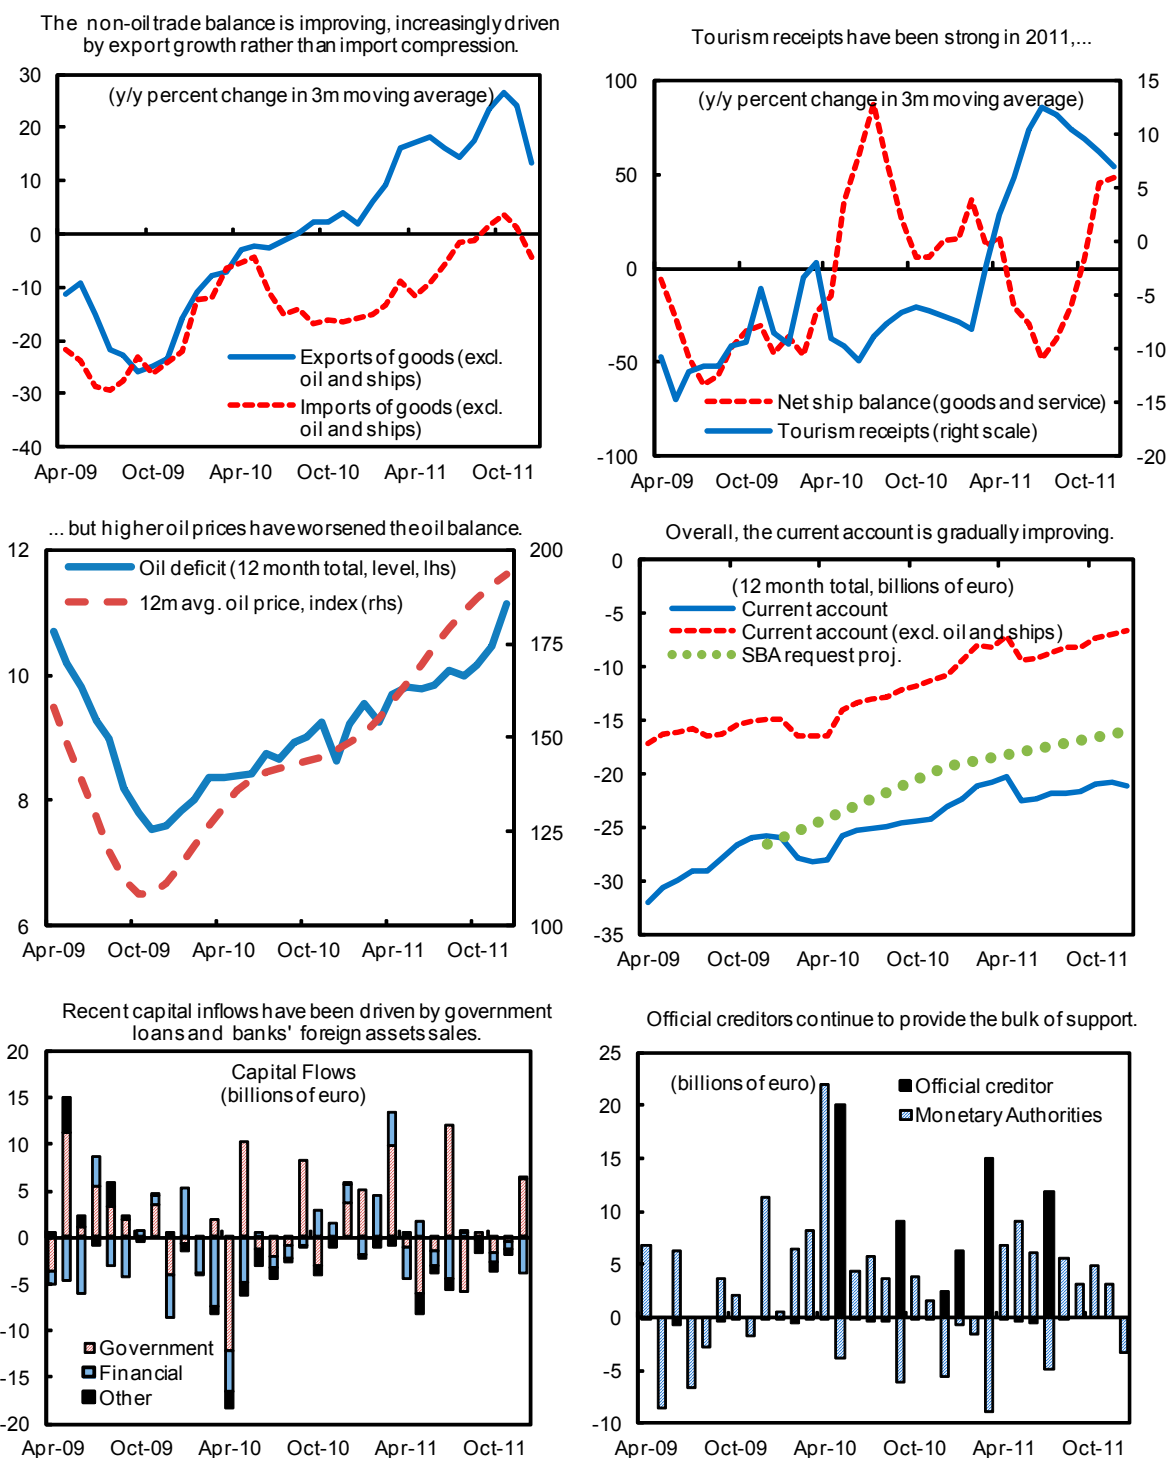 The non-oil trade balance is improving, increasingly driven
by export growth rather than import compression.
30
20
10
0
-10
-20
-30
-40
(y/y percent change in 3m moving average)
Exports of goods (excl.
oil and ships)
Imports of goods (excl.
oil and ships)
Apr-09 Oct-09 Apr-10 Oct-10 Apr-11 Oct-11
Tourism receipts have been strong in 2011,...
100
50
0
-50
-100
(y/y percent change in 3m moving average)
15
10
5
0
-5
-10
-15
-20
Net ship balance (goods and service)
Tourism receipts (right scale)
Apr-09 Oct-09 Apr-10 Oct-10 Apr-11 Oct-11
... but higher oil prices have worsened the oil balance.
12
10
8
6
Oil deficit (12 month total, level, lhs)
12m avg. oil price, index (rhs)
200
175
150
125
100
Apr-09 Oct-09 Apr-10 Oct-10 Apr-11 Oct-11
Overall, the current account is gradually improving.
0
-5
-10
-15
-20
-25
-30
-35
(12 month total, billions of euro)
Current account
Current account (excl. oil and ships)
SBA request proj.
Apr-09 Oct-09 Apr-10 Oct-10 Apr-11 Oct-11
Recent capital inflows have been driven by government
loans and banks' foreign assets sales.
20
15
10
5
0
-5
-10
-15
-20
Capital Flows
(billions of euro)
Government
Financial
Other
Apr-09 Oct-09 Apr-10 Oct-10 Apr-11 Oct-11
Official creditors continue to provide the bulk of support.
25
20
15
10
5
0
-5
-10
(billions of euro)
Official creditor
Monetary Authorities
Apr-09 Oct-09 Apr-10 Oct-10 Apr-11 Oct-11